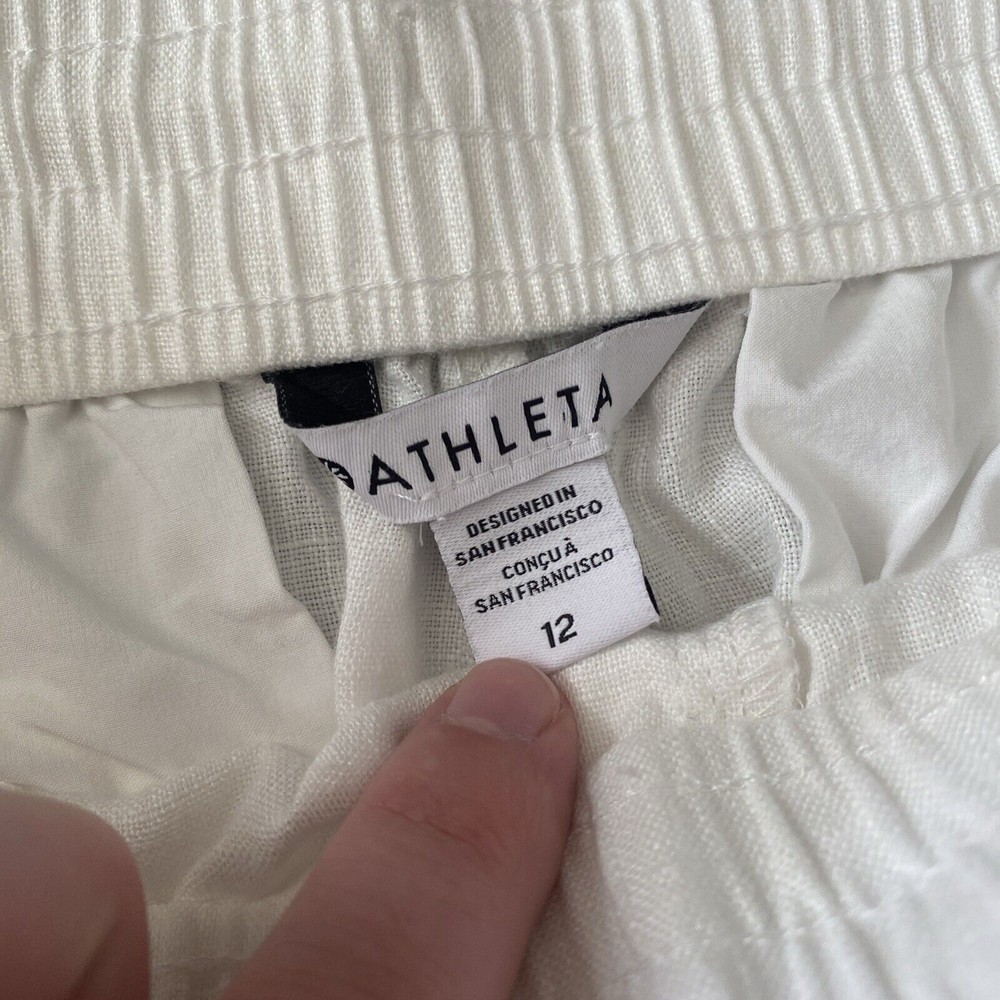 ATHLETA
DESIGNED IN
SAN FRANCISCO
CONÇU À
SAN FRANCISCO
12